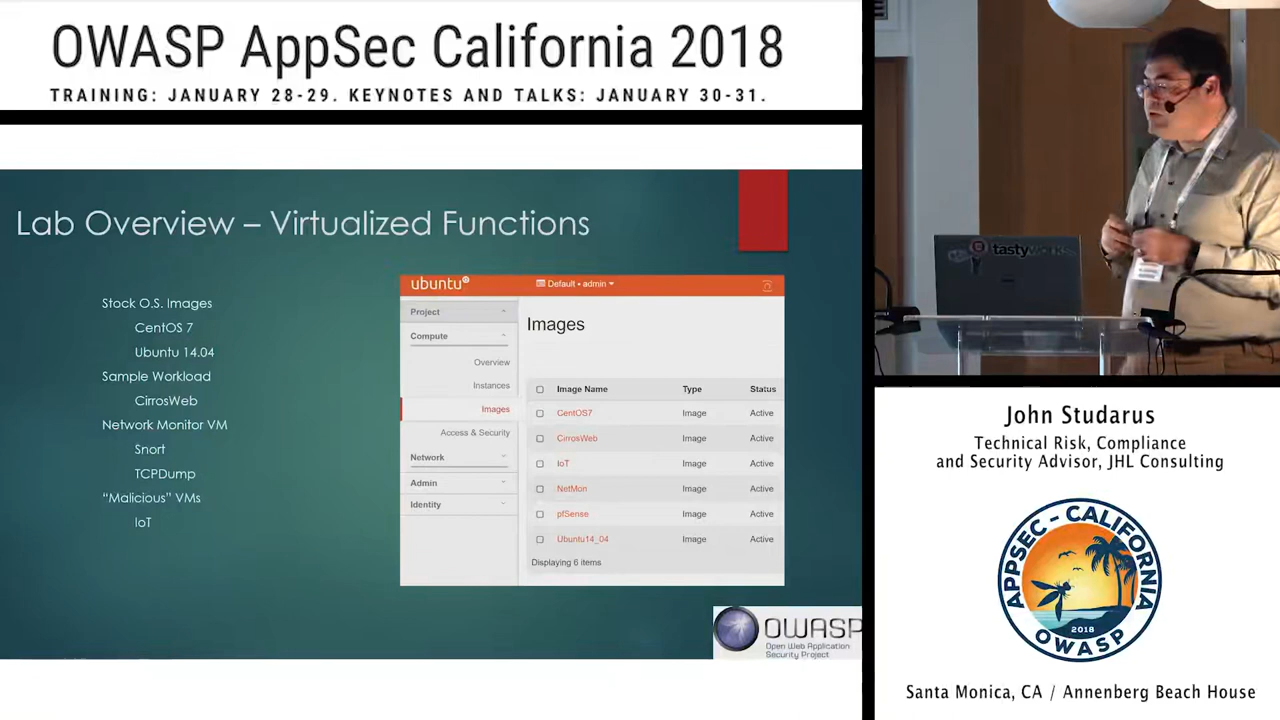 OWASP AppSec California 2018
TRAINING: JANUARY 28-29. KEYNOTES AND TALKS: JANUARY 30-31.
Lab Overview – Virtualized Functions
Stock O.S. Images
CentOS 7
Ubuntu 14.04
Sample Workload
CirrosWeb
Network Monitor VM
Snort
TCPDump
“Malicious” VMs
IoT
ubuntu
Default • admin
Project
Compute
Overview
Instances
Images
Access & Security
Network
Admin
Identity
Images
Image Name Type Status
CentOS7 Image Active
CirrosWeb Image Active
IoT Image Active
NetMon Image Active
pfSense Image Active
Ubuntu14_04 Image Active
Displaying 6 items
OWASP
Open Web Application
Security Project
tastyworks
John Studarus
Technical Risk, Compliance
and Security Advisor, JHL Consulting
APPSEC - CALIFORNIA
2018
OWASP
Santa Monica, CA / Annenberg Beach House